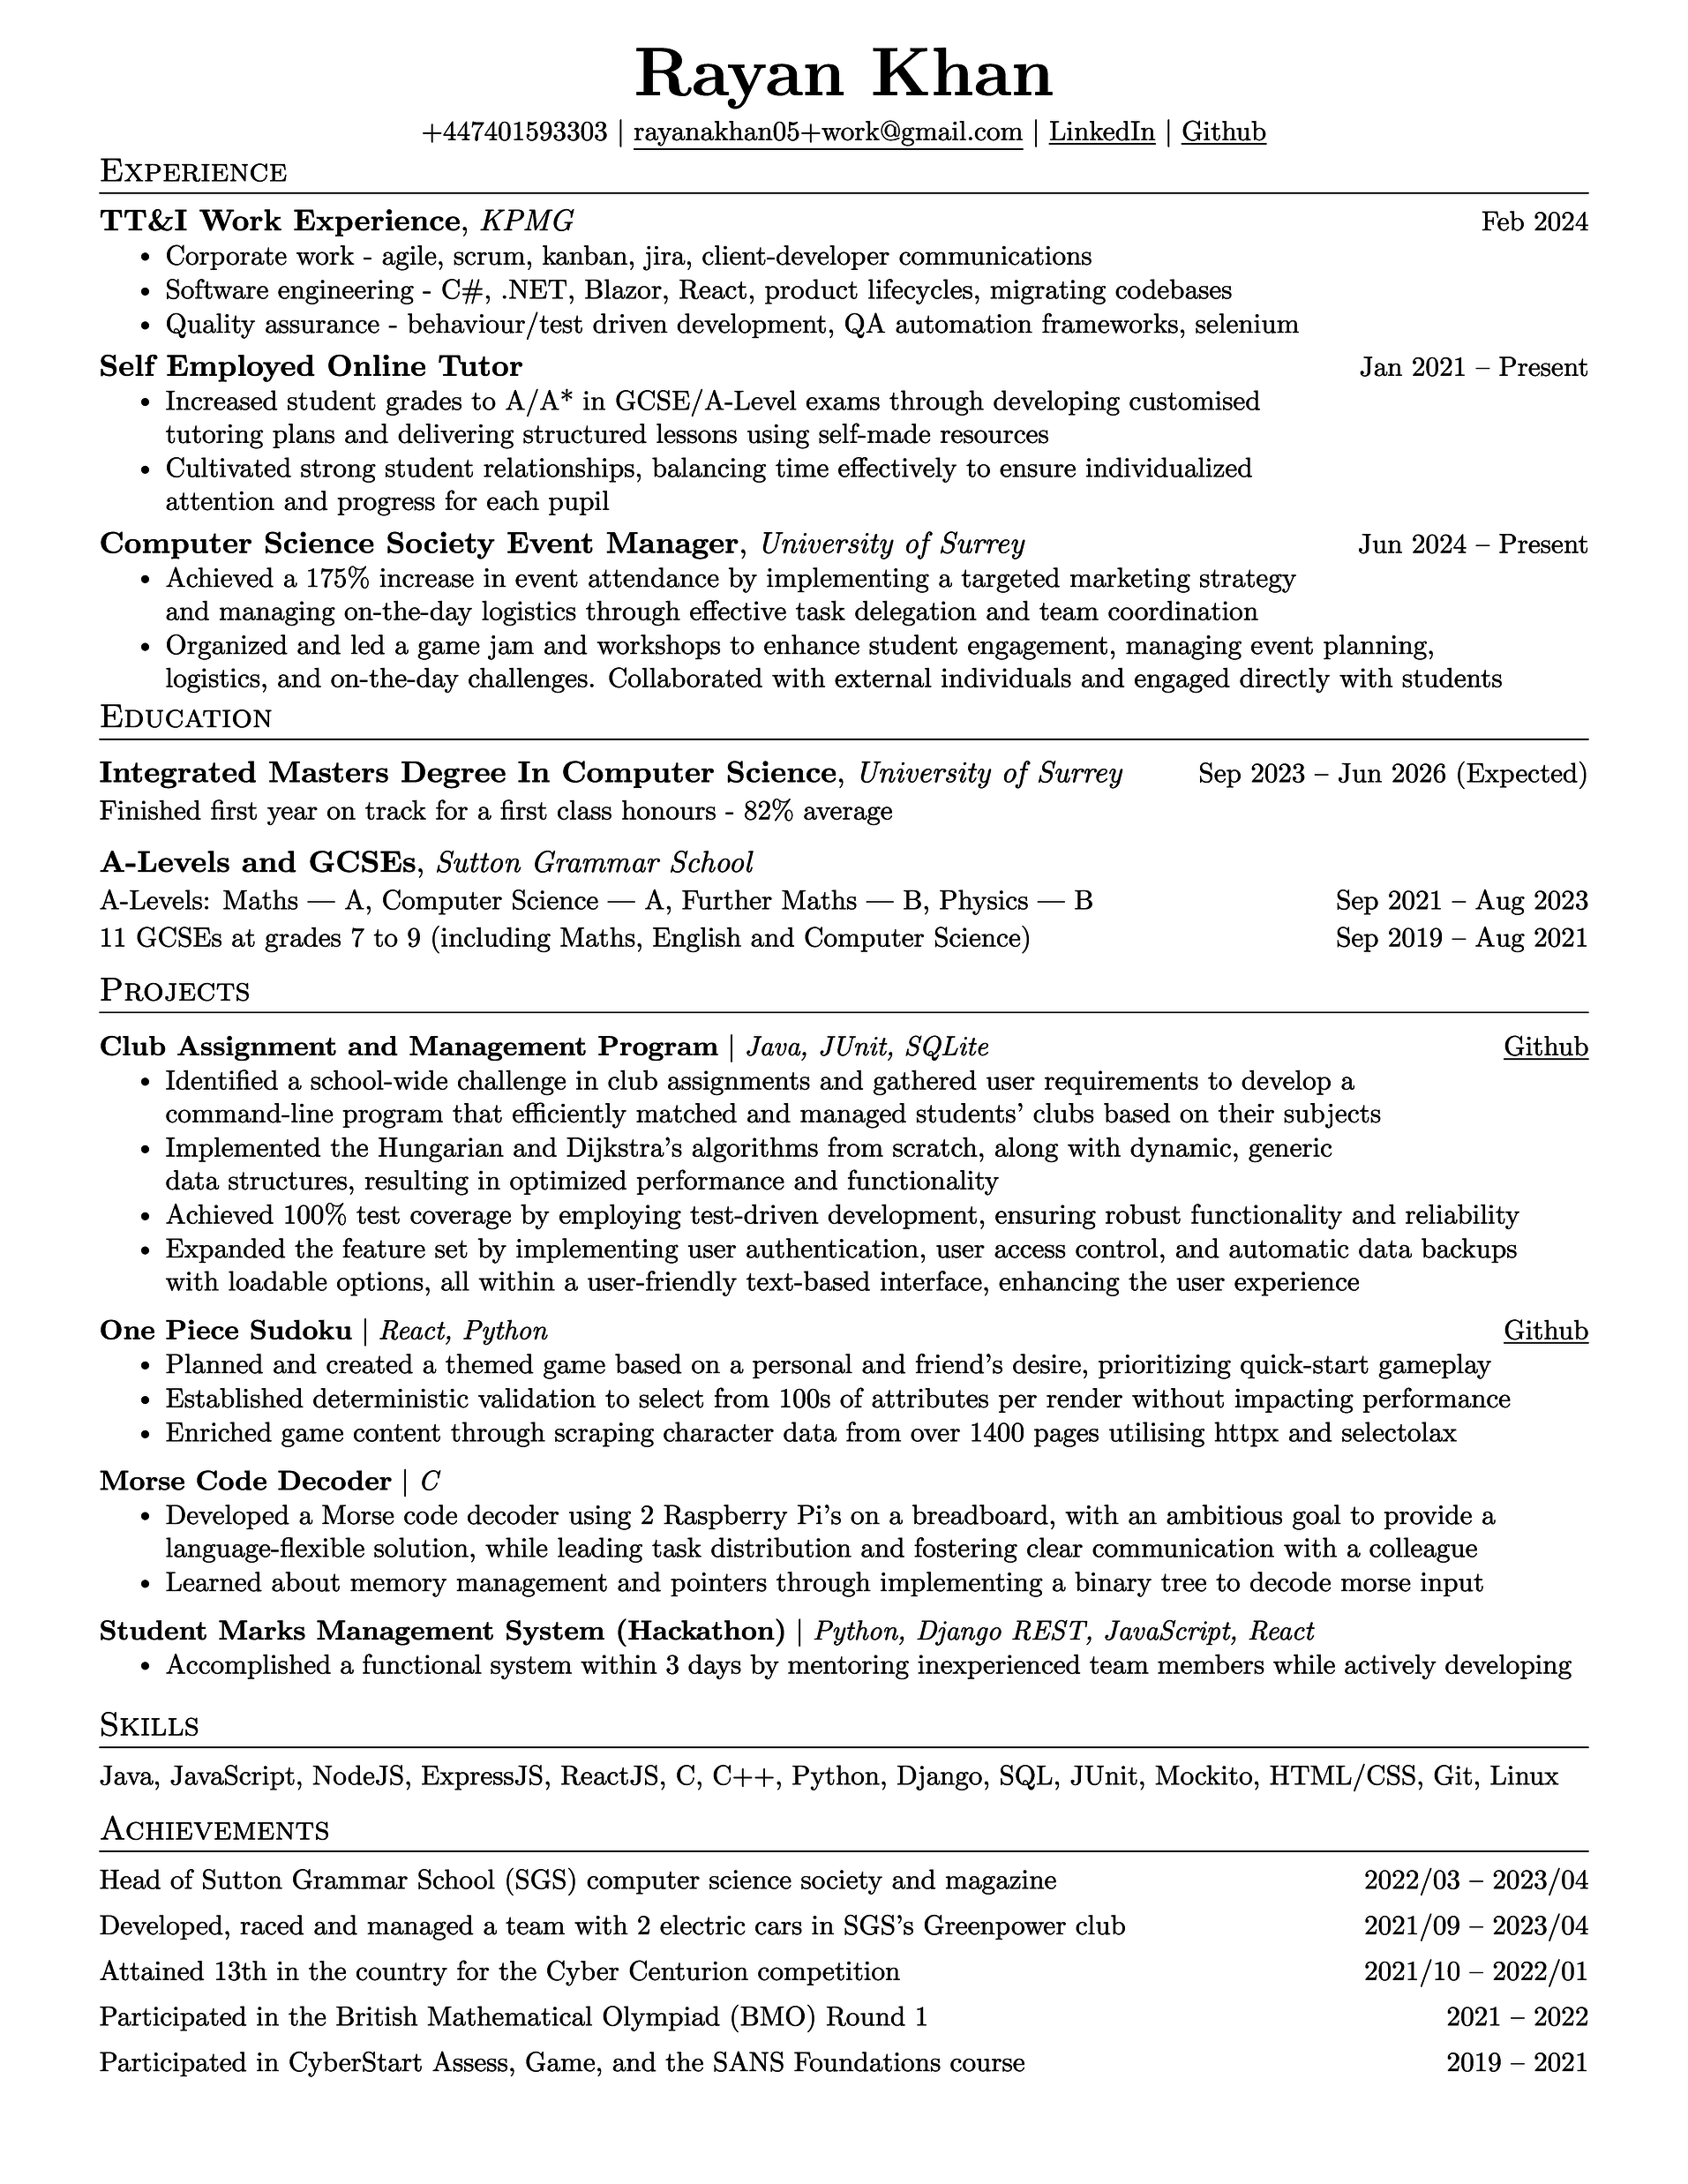 Rayan Khan
+447401593303 | rayanakhan05+work@gmail.com | LinkedIn | Github
Experience
TT&I Work Experience, KPMG Feb 2024
• Corporate work - agile, scrum, kanban, jira, client-developer communications
• Software engineering - C#, .NET, Blazor, React, product lifecycles, migrating codebases
• Quality assurance - behaviour/test driven development, QA automation frameworks, selenium
Self Employed Online Tutor Jan 2021 – Present
• Increased student grades to A/A* in GCSE/A-Level exams through developing customised
tutoring plans and delivering structured lessons using self-made resources
• Cultivated strong student relationships, balancing time effectively to ensure individualized
attention and progress for each pupil
Computer Science Society Event Manager, University of Surrey Jun 2024 – Present
• Achieved a 175% increase in event attendance by implementing a targeted marketing strategy
and managing on-the-day logistics through effective task delegation and team coordination
• Organized and led a game jam and workshops to enhance student engagement, managing event planning,
logistics, and on-the-day challenges. Collaborated with external individuals and engaged directly with students
Education
Integrated Masters Degree In Computer Science, University of Surrey Sep 2023 – Jun 2026 (Expected)
Finished first year on track for a first class honours - 82% average
A-Levels and GCSEs, Sutton Grammar School
A-Levels: Maths — A, Computer Science — A, Further Maths — B, Physics — B Sep 2021 – Aug 2023
11 GCSEs at grades 7 to 9 (including Maths, English and Computer Science) Sep 2019 – Aug 2021
Projects
Club Assignment and Management Program | Java, JUnit, SQLite Github
• Identified a school-wide challenge in club assignments and gathered user requirements to develop a
command-line program that efficiently matched and managed students' clubs based on their subjects
• Implemented the Hungarian and Dijkstra's algorithms from scratch, along with dynamic, generic
data structures, resulting in optimized performance and functionality
• Achieved 100% test coverage by employing test-driven development, ensuring robust functionality and reliability
• Expanded the feature set by implementing user authentication, user access control, and automatic data backups
with loadable options, all within a user-friendly text-based interface, enhancing the user experience
One Piece Sudoku | React, Python Github
• Planned and created a themed game based on a personal and friend's desire, prioritizing quick-start gameplay
• Established deterministic validation to select from 100s of attributes per render without impacting performance
• Enriched game content through scraping character data from over 1400 pages utilising httpx and selectolax
Morse Code Decoder | C
• Developed a Morse code decoder using 2 Raspberry Pi's on a breadboard, with an ambitious goal to provide a
language-flexible solution, while leading task distribution and fostering clear communication with a colleague
• Learned about memory management and pointers through implementing a binary tree to decode morse input
Student Marks Management System (Hackathon) | Python, Django REST, JavaScript, React
• Accomplished a functional system within 3 days by mentoring inexperienced team members while actively developing
Skills
Java, JavaScript, NodeJS, ExpressJS, ReactJS, C, C++, Python, Django, SQL, JUnit, Mockito, HTML/CSS, Git, Linux
Achievements
Head of Sutton Grammar School (SGS) computer science society and magazine 2022/03 – 2023/04
Developed, raced and managed a team with 2 electric cars in SGS's Greenpower club 2021/09 – 2023/04
Attained 13th in the country for the Cyber Centurion competition 2021/10 – 2022/01
Participated in the British Mathematical Olympiad (BMO) Round 1 2021 – 2022
Participated in CyberStart Assess, Game, and the SANS Foundations course 2019 – 2021